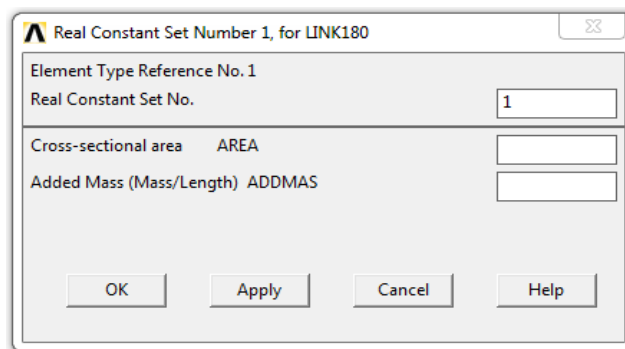 Real Constant Set Number 1, for LINK180
Element Type Reference No. 1
Real Constant Set No. 1
Cross-sectional area AREA
Added Mass (Mass/Length) ADDMAS
OK Apply Cancel Help